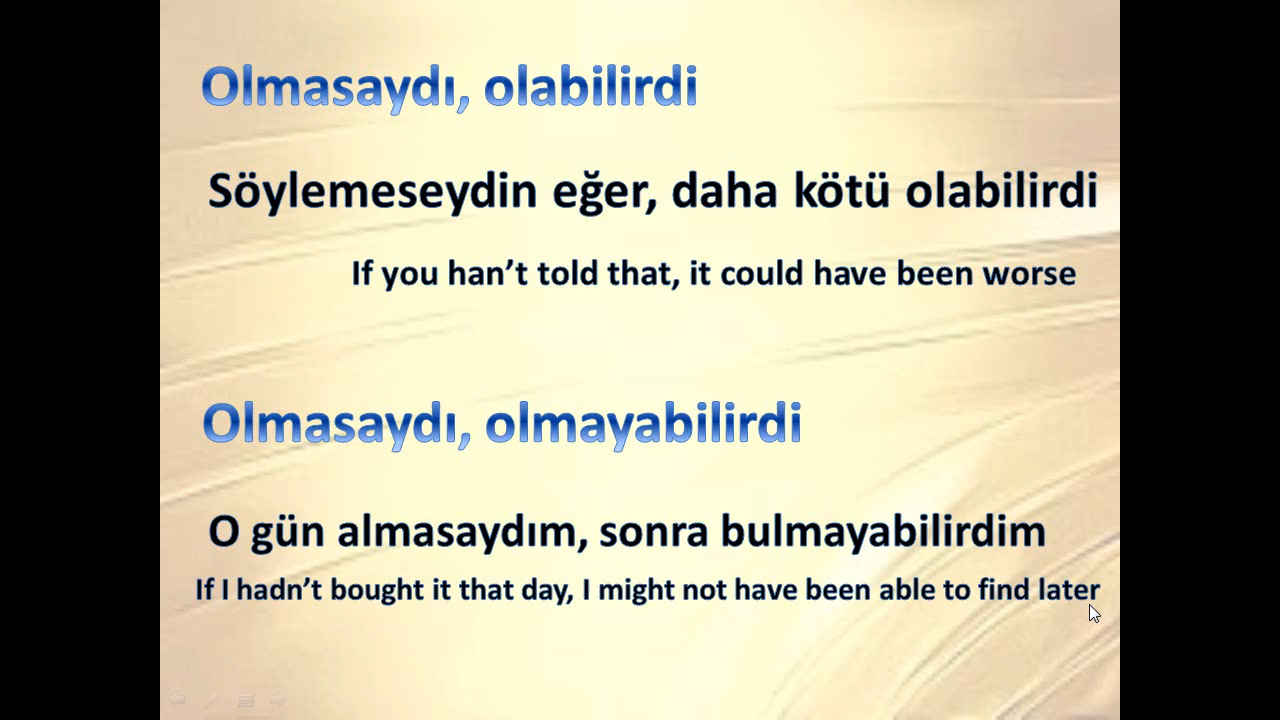 Olmasaydı, olabilirdi
Söylemeseydin eğer, daha kötü olabilirdi
If you han’t told that, it could have been worse
Olmasaydı, olmayabilirdi
O gün almasaydım, sonra bulmayabilirdim
If I hadn’t bought it that day, I might not have been able to find later